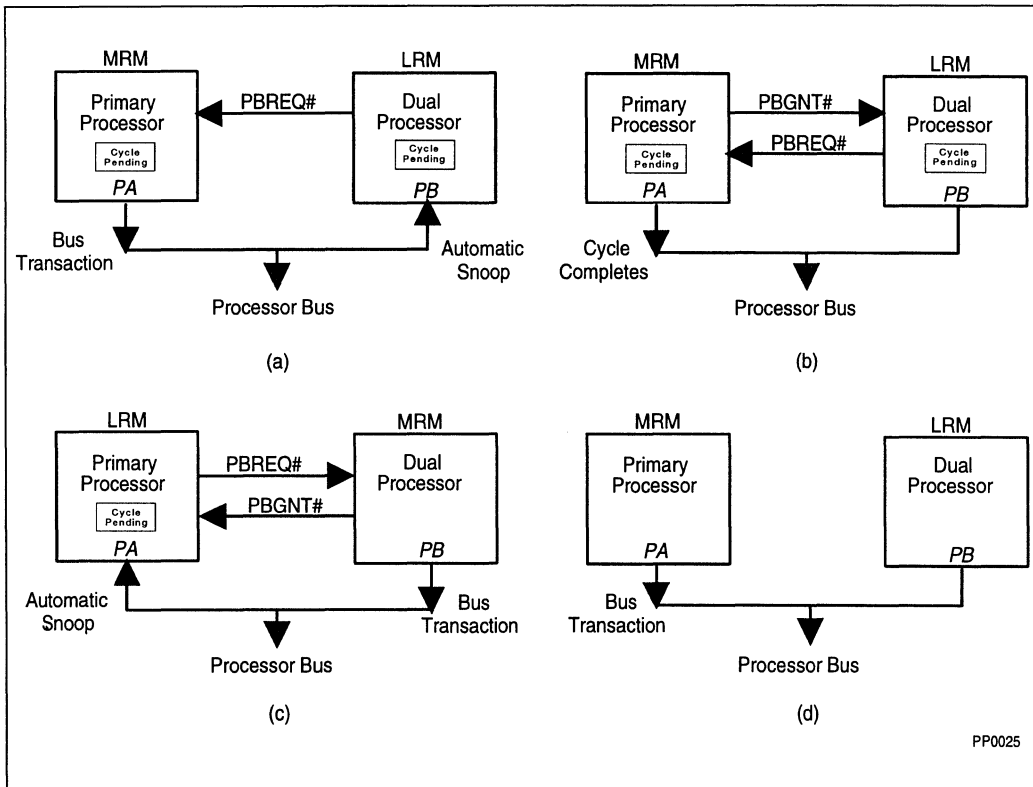 MRM
LRM
Primary
Processor
Cycle
Pending
PA
PBREQ#
Dual
Processor
Cycle
Pending
PB
Bus
Transaction
Automatic
Snoop
Processor Bus
(a)
MRM
LRM
Primary
Processor
Cycle
Pending
PA
PBGNT#
PBREQ#
Dual
Processor
Cycle
Pending
PB
Cycle
Completes
Processor Bus
(b)
LRM
MRM
Primary
Processor
Cycle
Pending
PA
PBREQ#
PBGNT#
Dual
Processor
PB
Automatic
Snoop
Bus
Transaction
Processor Bus
(c)
MRM
LRM
Primary
Processor
PA
Dual
Processor
PB
Bus
Transaction
Processor Bus
(d)
PP0025